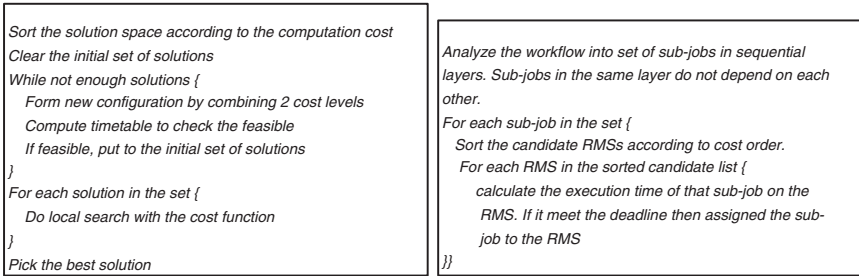 Sort the solution space according to the computation cost
Clear the initial set of solutions
While not enough solutions {
Form new configuration by combining 2 cost levels
Compute timetable to check the feasible
If feasible, put to the initial set of solutions
}
For each solution in the set {
Do local search with the cost function
}
Pick the best solution
Analyze the workflow into set of sub-jobs in sequential
layers. Sub-jobs in the same layer do not depend on each
other.
For each sub-job in the set {
Sort the candidate RMSs according to cost order.
For each RMS in the sorted candidate list {
calculate the execution time of that sub-job on the
RMS. If it meet the deadline then assigned the sub-
job to the RMS
}}